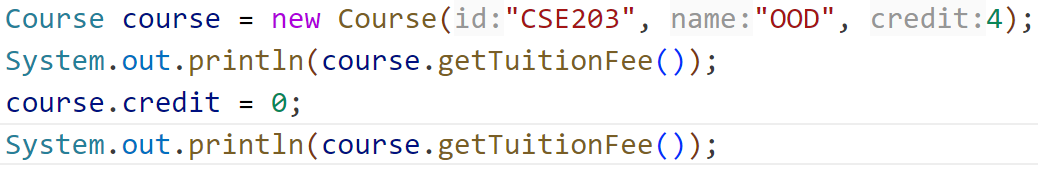 Course course = new Course(id:"CSE203", name:"OOD", credit:4);
System.out.println(course.getTuitionFee());
course.credit = 0;
System.out.println(course.getTuitionFee());